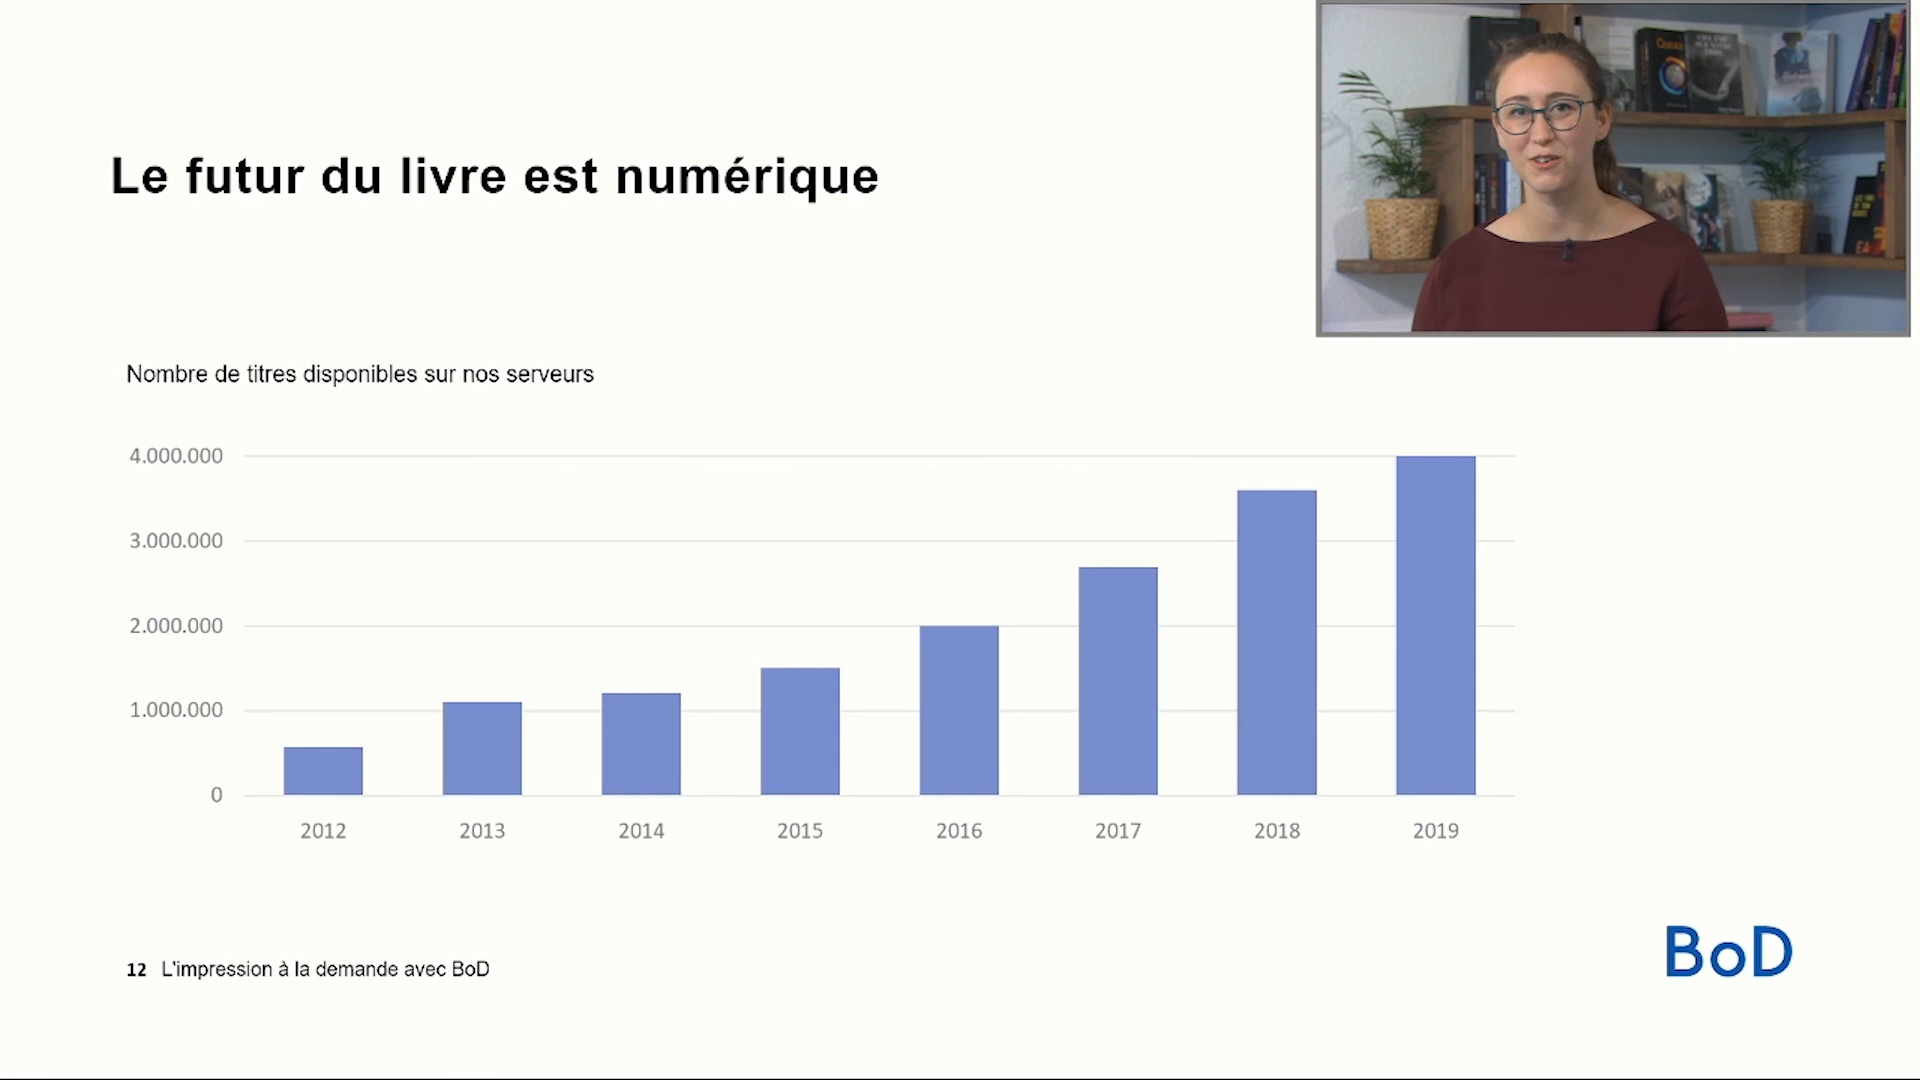 Le futur du livre est numérique
Nombre de titres disponibles sur nos serveurs
4.000.000
3.000.000
2.000.000
1.000.000
0
2012 2013 2014 2015 2016 2017 2018 2019
12 L'impression à la demande avec BoD
BoD